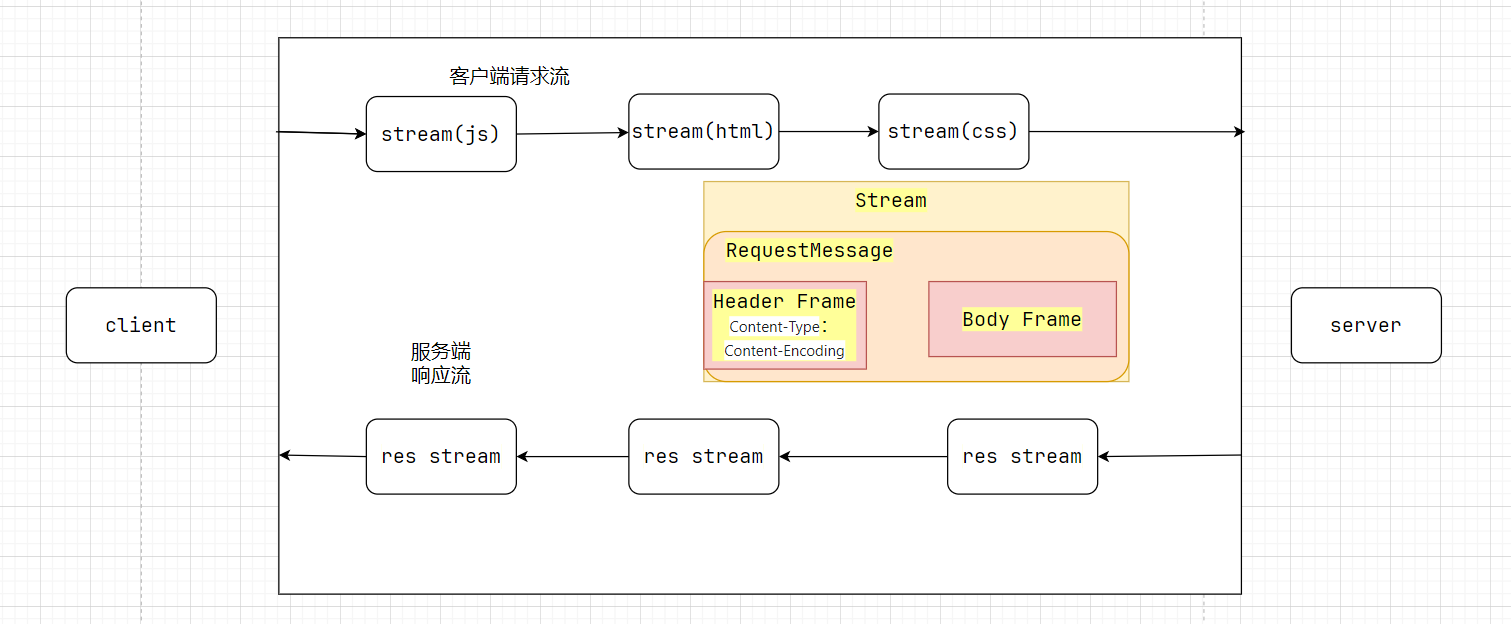 客户端请求流
stream(js)
stream(html)
stream(css)
Stream
RequestMessage
Header Frame
Content-Type：
Content-Encoding
Body Frame
client
server
服务端
响应流
res stream
res stream
res stream